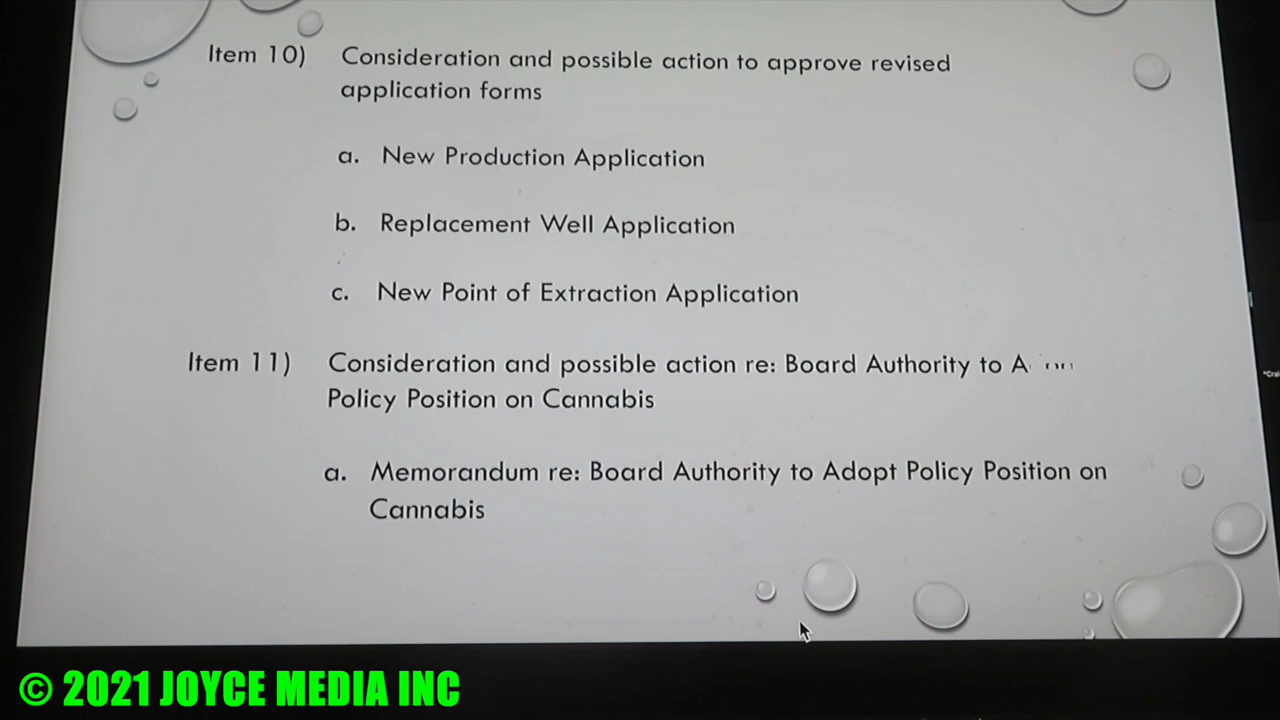 Item 10) Consideration and possible action to approve revised
application forms
a. New Production Application
b. Replacement Well Application
c. New Point of Extraction Application
Item 11) Consideration and possible action re: Board Authority to
Policy Position on Cannabis
a. Memorandum re: Board Authority to Adopt Policy Position on
Cannabis
© 2021 JOYCE MEDIA INC